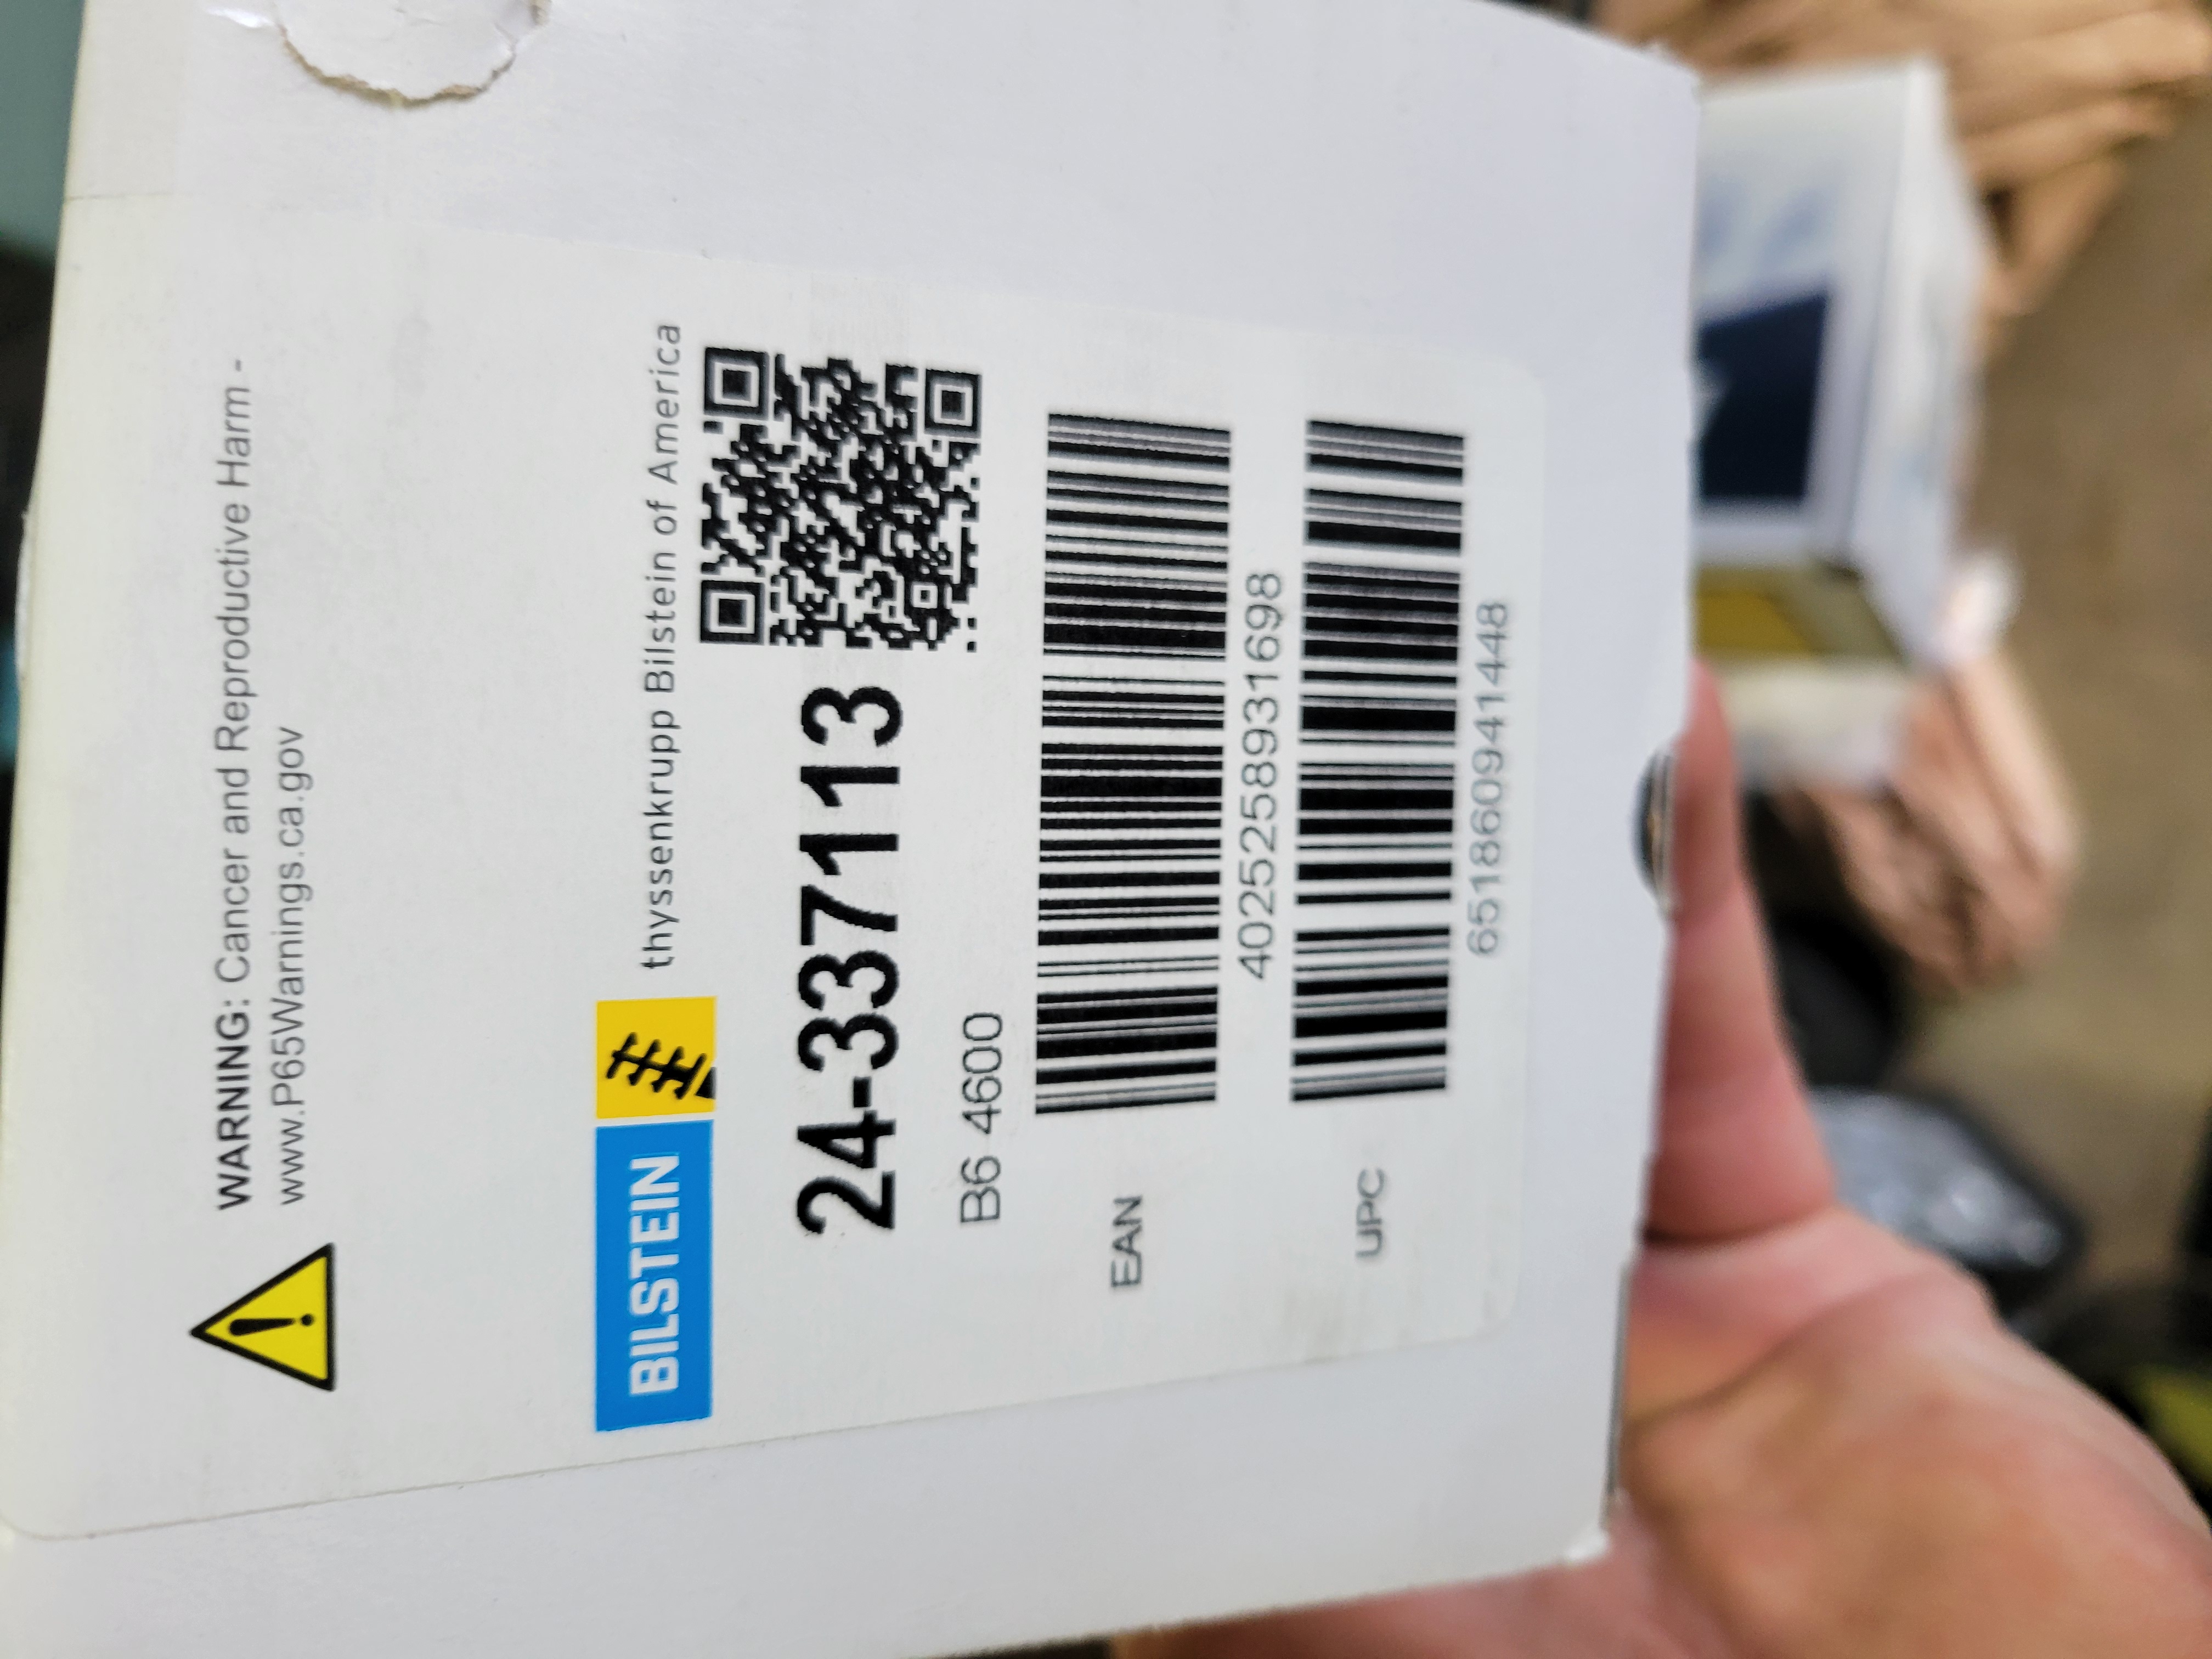 WARNING: Cancer and Reproductive Harm -
www.P65Warnings.ca.gov
BILSTEIN thyssenkrupp Bilstein of America
24-337113
B6 4600
EAN
4025258931698
UPC
651860941448